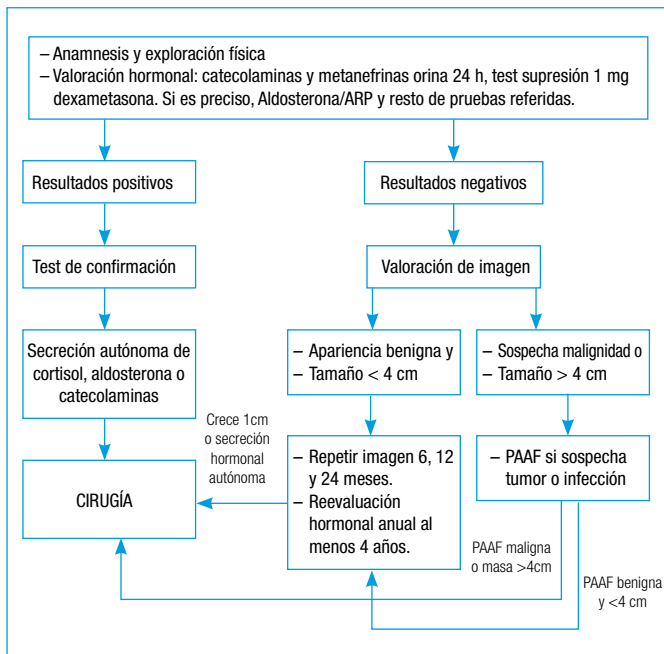 – Anamnesis y exploración física
– Valoración hormonal: catecolaminas y metanefrinas orina 24 h, test supresión 1 mg
dexametasona. Si es preciso, Aldosterona/ARP y resto de pruebas referidas.
Resultados positivos
Resultados negativos
Test de confirmación
Valoración de imagen
Secreción autónoma de
cortisol, aldosterona o
catecolaminas
– Apariencia benigna y
– Tamaño < 4 cm
– Sospecha malignidad o
– Tamaño > 4 cm
Crece 1cm
o secreción
hormonal
autónoma
CIRUGÍA
– Repetir imagen 6, 12
y 24 meses.
– Reevaluación
hormonal anual al
menos 4 años.
– PAAF si sospecha
tumor o infección
PAAF maligna
o masa >4cm
PAAF benigna
y <4 cm